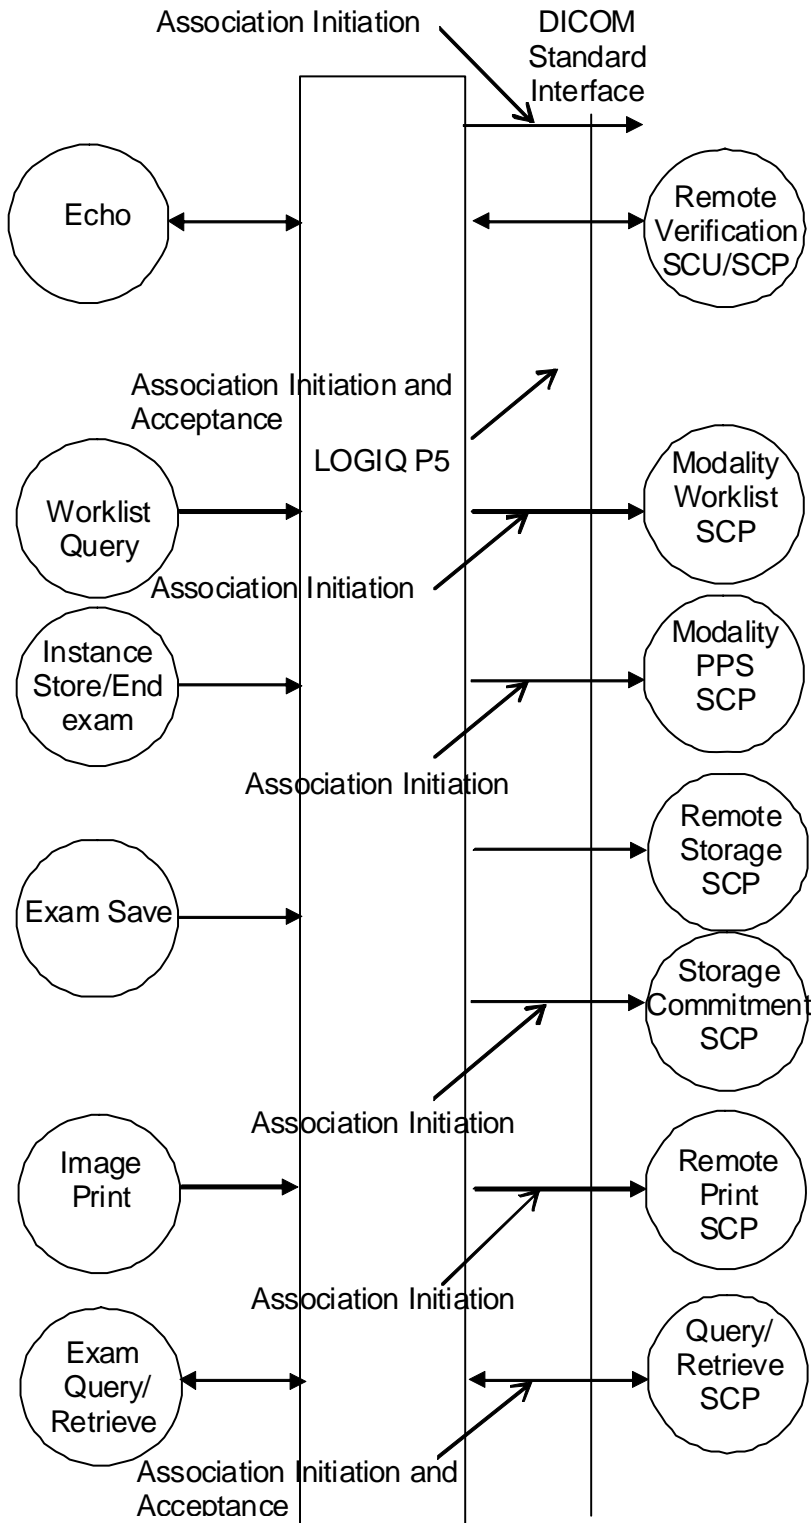 Association Initiation
DICOM
Standard
Interface
Echo
Remote
Verification
SCU/SCP
Association Initiation and
Acceptance
LOGIQ P5
Worklist
Query
Modality
Worklist
SCP
Association Initiation
Instance
Store/End
exam
Modality
PPS
SCP
Association Initiation
Remote
Storage
SCP
Exam Save
Storage
Commitment
SCP
Association Initiation
Image
Print
Remote
Print
SCP
Association Initiation
Exam
Query/
Retrieve
Query/
Retrieve
SCP
Association Initiation and
Acceptance